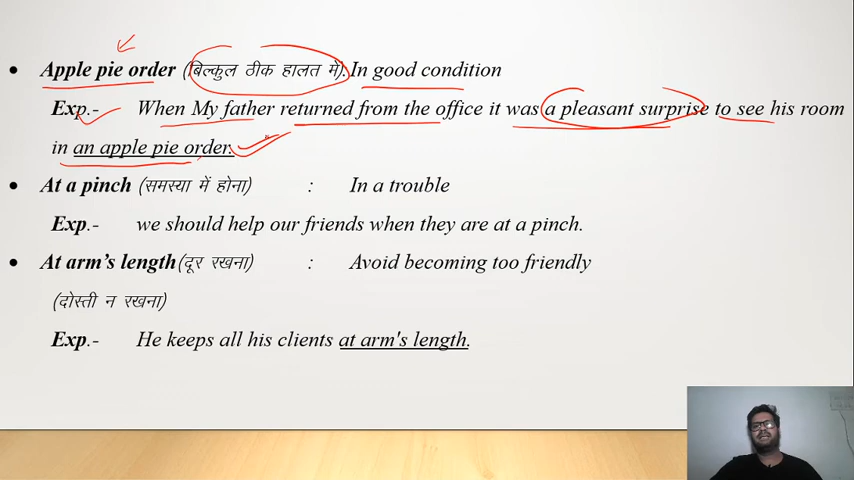 • Apple pie order (बिल्कुल ठीक हालत में). In good condition
Exp.- When My father returned from the office it was a pleasant surprise to see his room
in an apple pie order.
• At a pinch (समस्या में होना) : In a trouble
Exp.- we should help our friends when they are at a pinch.
• At arm's length(दूर रखना) : Avoid becoming too friendly
(दोस्ती न रखना)
Exp.- He keeps all his clients at arm's length.